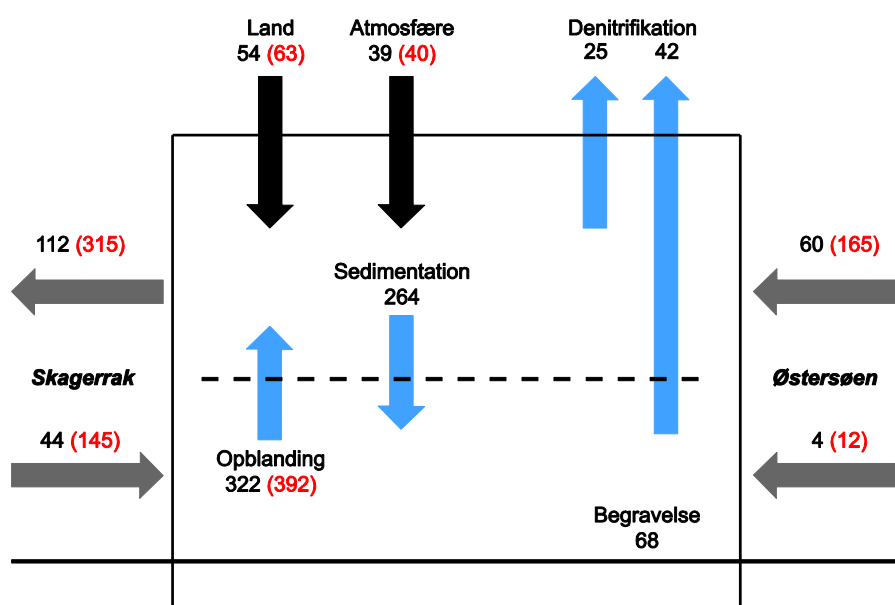 Land
54 (63)
Atmosfære
39 (40)
Denitrifikation
25
42
112 (315)
60 (165)
Sedimentation
264
Skagerrak
Østersøen
44 (145)
4 (12)
Opblanding
322 (392)
Begravelse
68